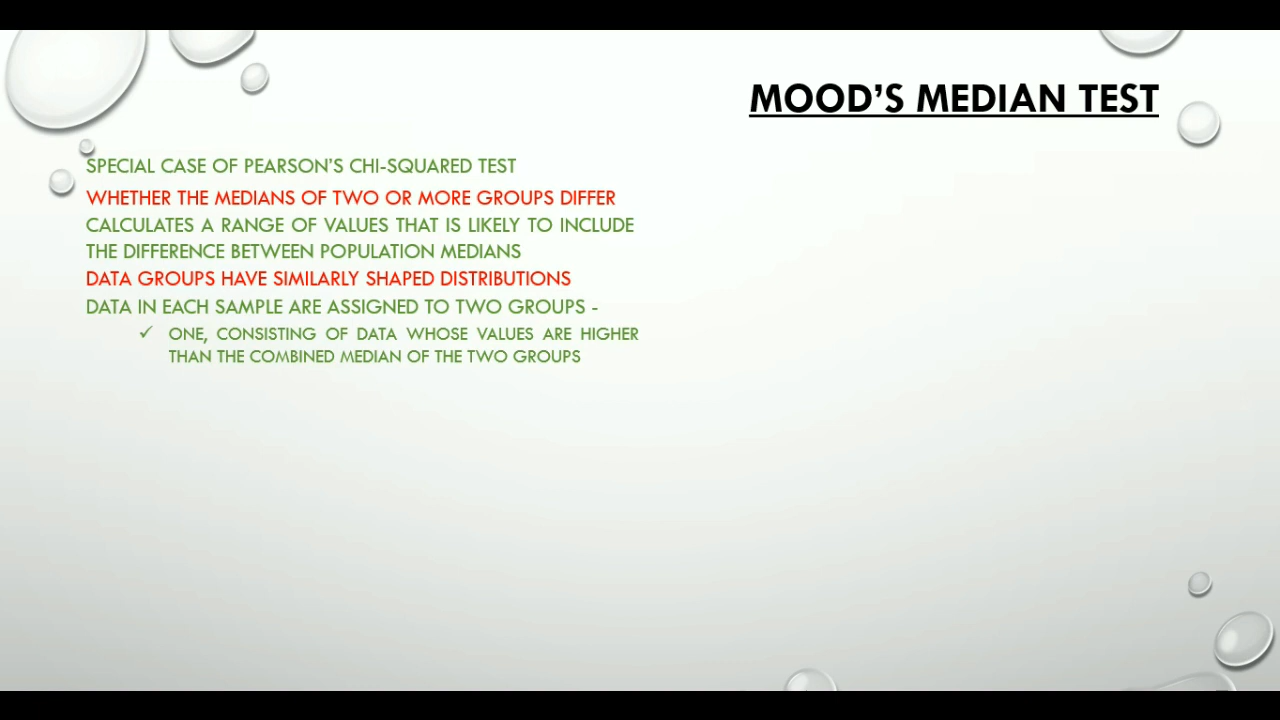 MOOD’S MEDIAN TEST
SPECIAL CASE OF PEARSON’S CHI-SQUARED TEST
WHETHER THE MEDIANS OF TWO OR MORE GROUPS DIFFER
CALCULATES A RANGE OF VALUES THAT IS LIKELY TO INCLUDE
THE DIFFERENCE BETWEEN POPULATION MEDIANS
DATA GROUPS HAVE SIMILARLY SHAPED DISTRIBUTIONS
DATA IN EACH SAMPLE ARE ASSIGNED TO TWO GROUPS -
✓ ONE, CONSISTING OF DATA WHOSE VALUES ARE HIGHER
THAN THE COMBINED MEDIAN OF THE TWO GROUPS